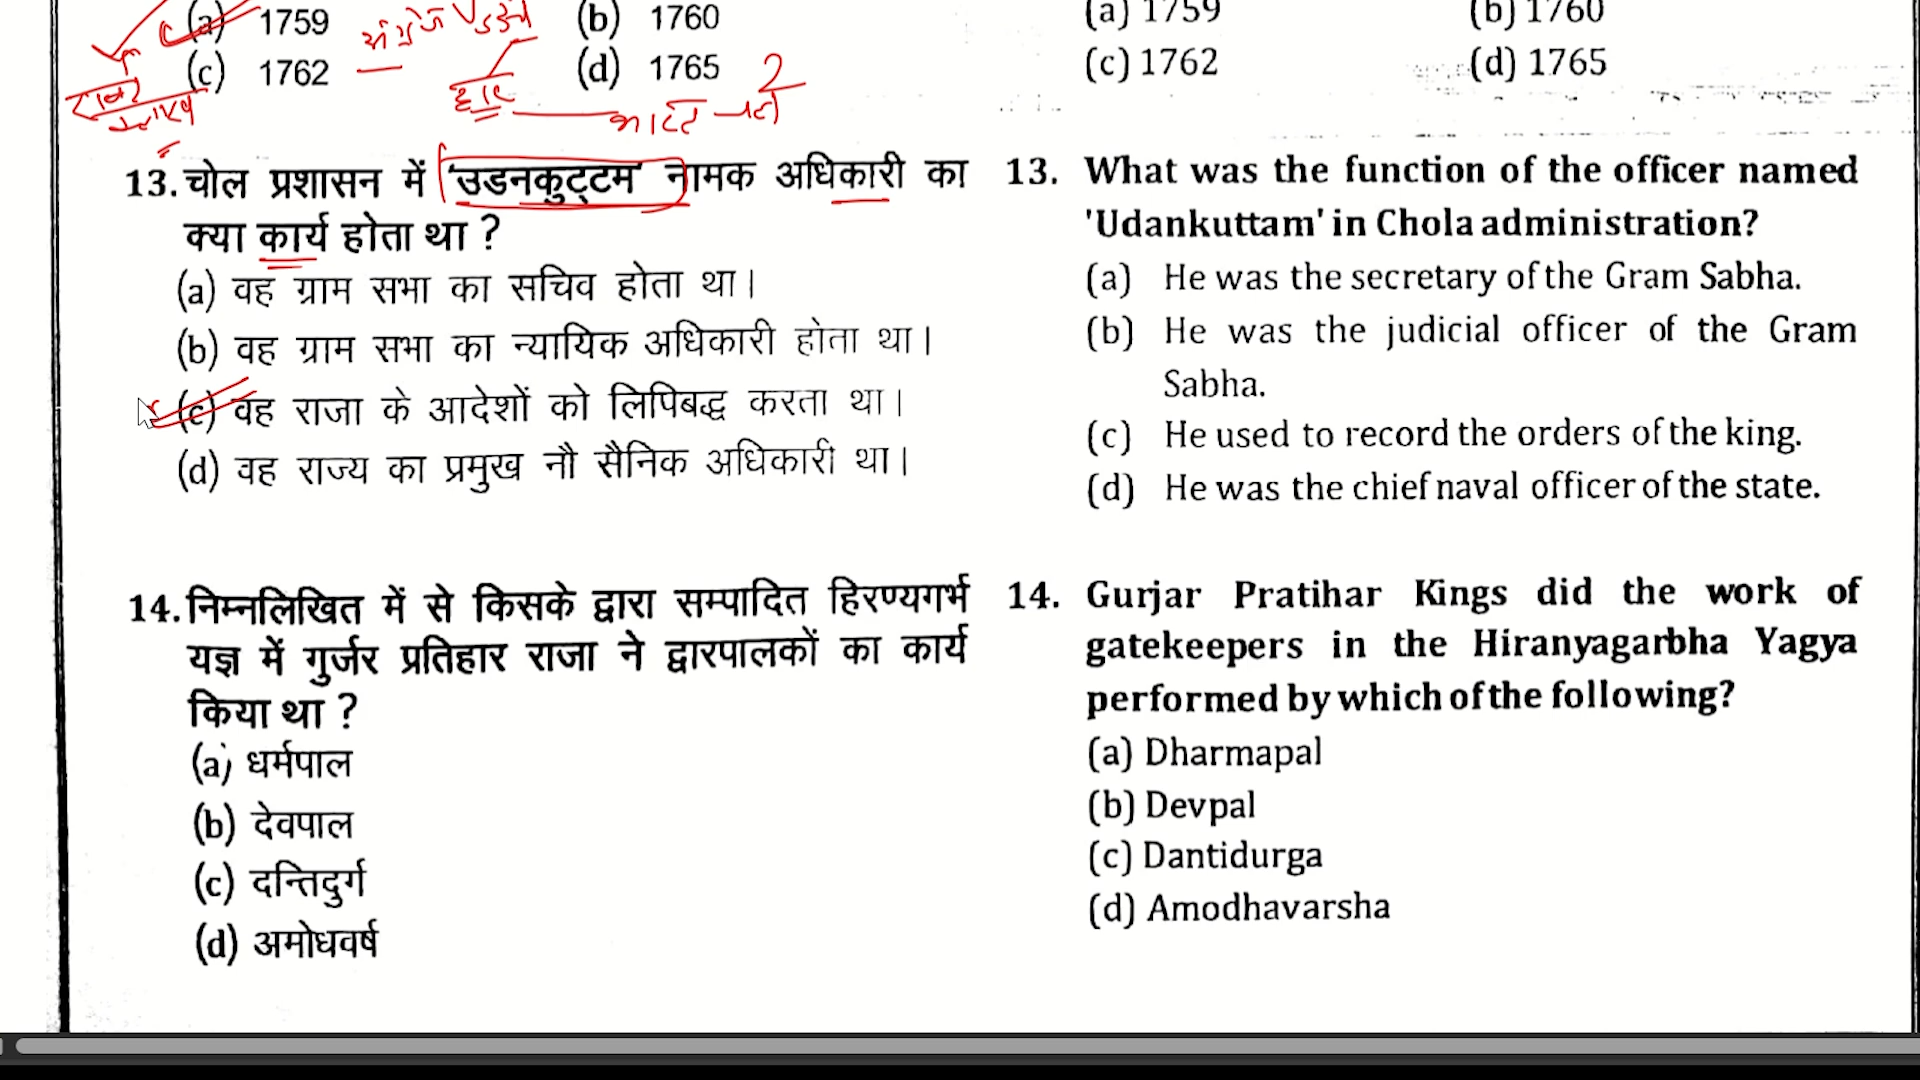 (a) 1759 (b) 1760
(c) 1762 (d) 1765
अंग्रेज डच
हार
13. चोल प्रशासन में 'उडनकुट्टम' नामक अधिकारी का
क्या कार्य होता था ?
(a) वह ग्राम सभा का सचिव होता था।
(b) वह ग्राम सभा का न्यायिक अधिकारी होता था।
(c) वह राजा के आदेशों को लिपिबद्ध करता था।
(d) वह राज्य का प्रमुख नौ सैनिक अधिकारी था।
14. निम्नलिखित में से किसके द्वारा सम्पादित हिरण्यगर्भ
यज्ञ में गुर्जर प्रतिहार राजा ने द्वारपालकों का कार्य
किया था ?
(a) धर्मपाल
(b) देवपाल
(c) दन्तिदुर्ग
(d) अमोधवर्ष
(a) 1759 (b) 1760
(c) 1762 (d) 1765
13. What was the function of the officer named
'Udankuttam' in Chola administration?
(a) He was the secretary of the Gram Sabha.
(b) He was the judicial officer of the Gram
Sabha.
(c) He used to record the orders of the king.
(d) He was the chief naval officer of the state.
14. Gurjar Pratihar Kings did the work of
gatekeepers in the Hiranyagarbha Yagya
performed by which of the following?
(a) Dharmapal
(b) Devpal
(c) Dantidurga
(d) Amodhavarsha